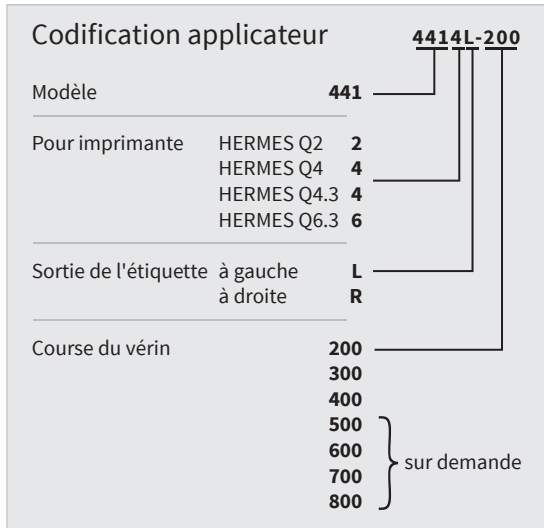 Codification applicateur 4414L-200
Modèle 441
Pour imprimante HERMES Q2 2
HERMES Q4 4
HERMES Q4.3 4
HERMES Q6.3 6
Sortie de l'étiquette à gauche L
à droite R
Course du vérin 200
300
400
500
600
sur demande
700
800